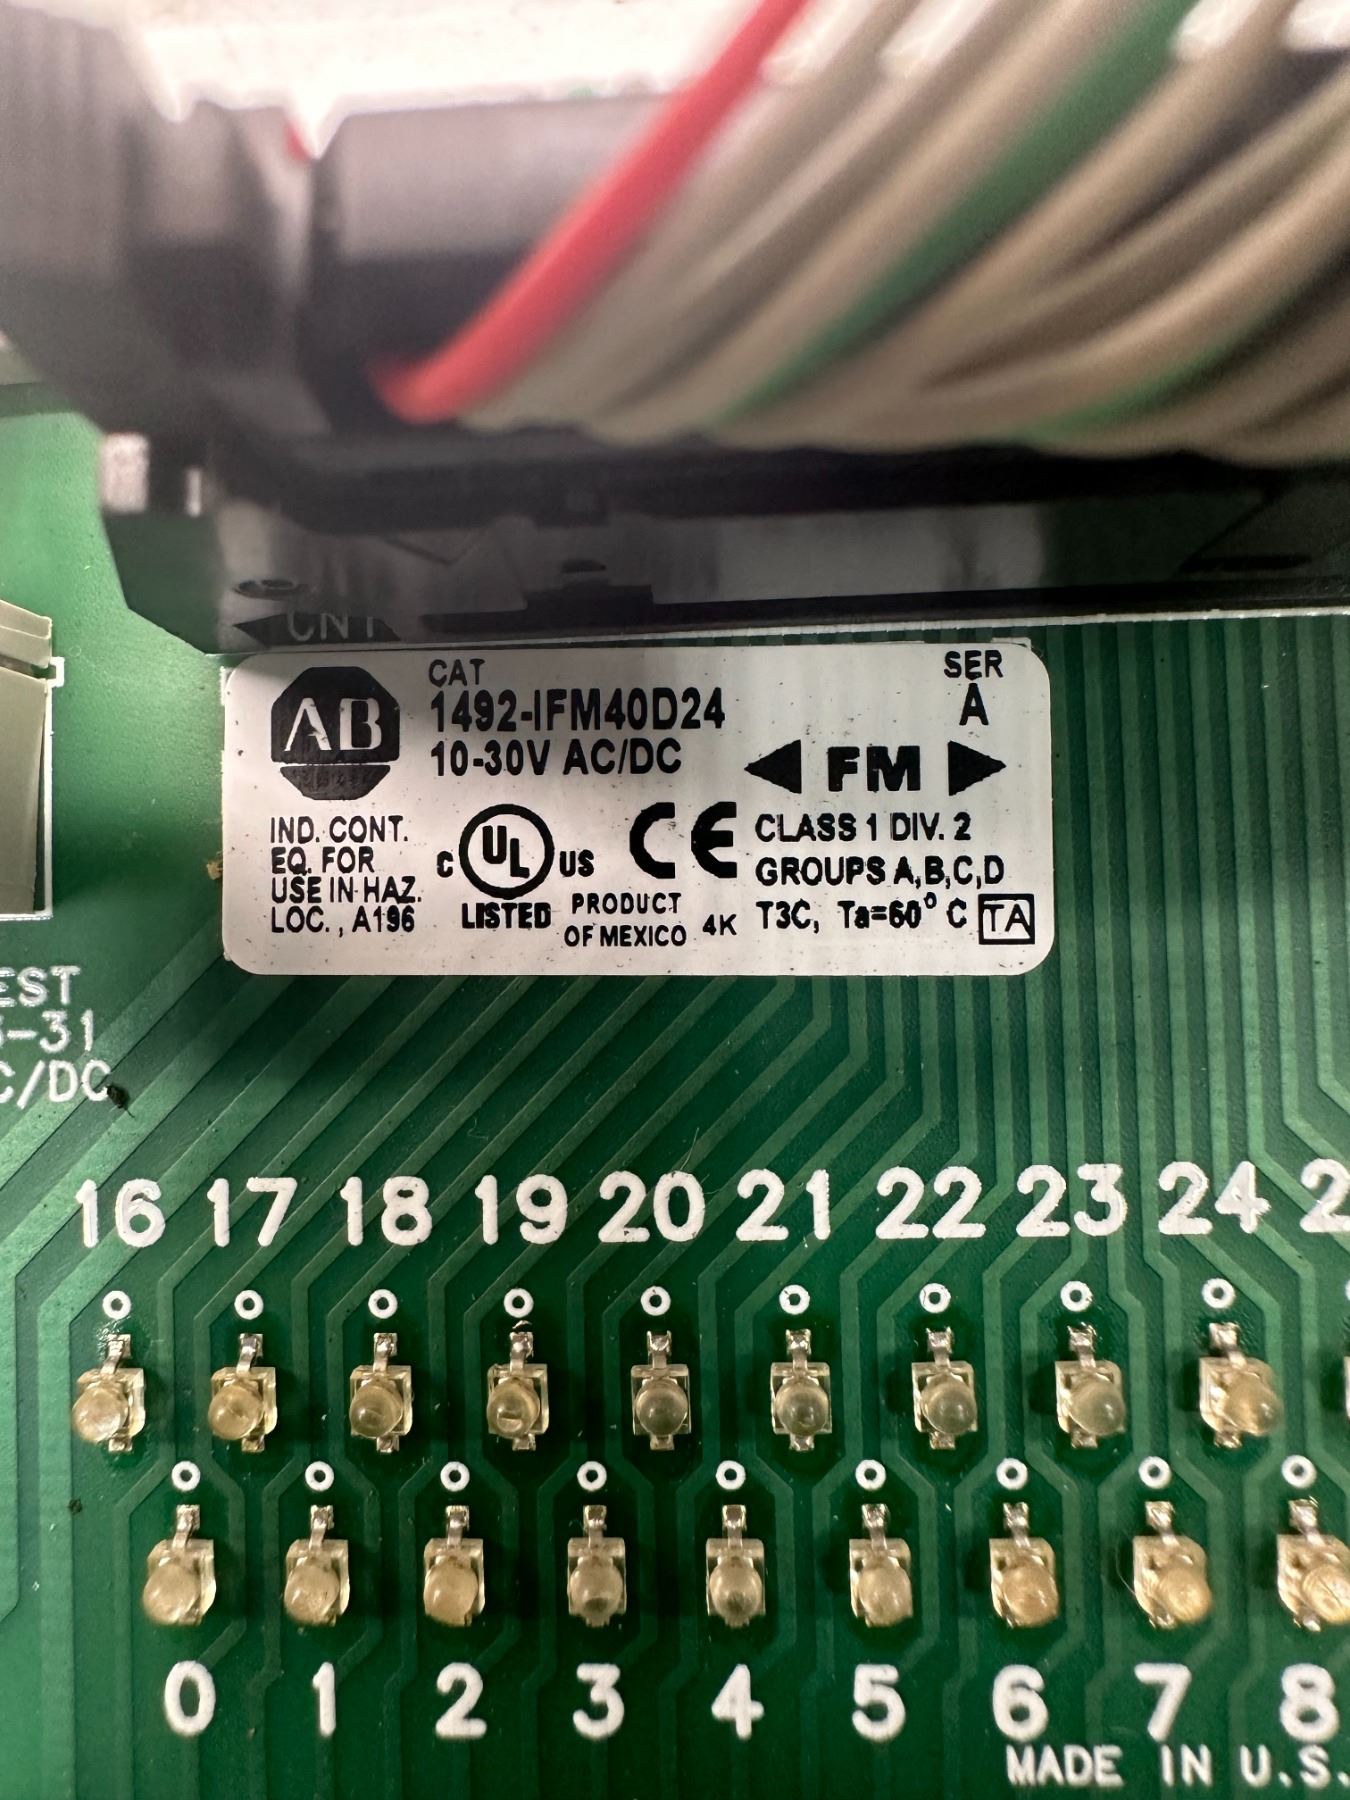 CNT
CAT
1492-IFM40D24
10-30V AC/DC
SER
A
AB
FM
IND. CONT.
EQ. FOR
USE IN HAZ.
LOC. , A196
C UL US
LISTED
CE
PRODUCT
OF MEXICO
4K
CLASS 1 DIV. 2
GROUPS A,B,C,D
T3C, Ta=60° C TA
EST
-31
C/DC
16 17 18 19 20 21 22 23 24 2
0 1 2 3 4 5 6 7 8
MADE IN U.S.